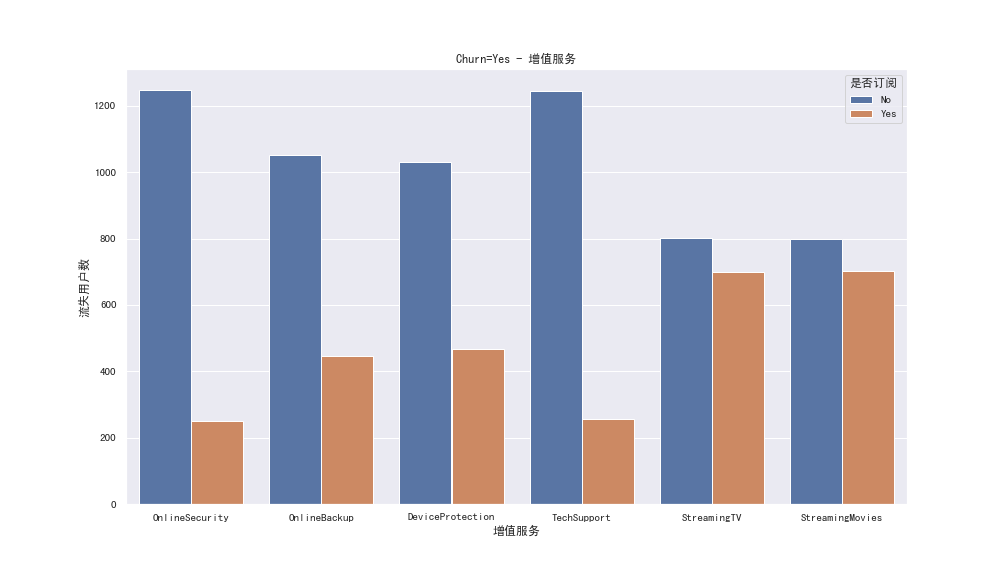 Churn=Yes - 增值服务
是否订阅
No
Yes
1200
1000
800
600
400
200
0
流失用户数
OnlineSecurity
OnlineBackup
DeviceProtection
TechSupport
StreamingTV
StreamingMovies
增值服务